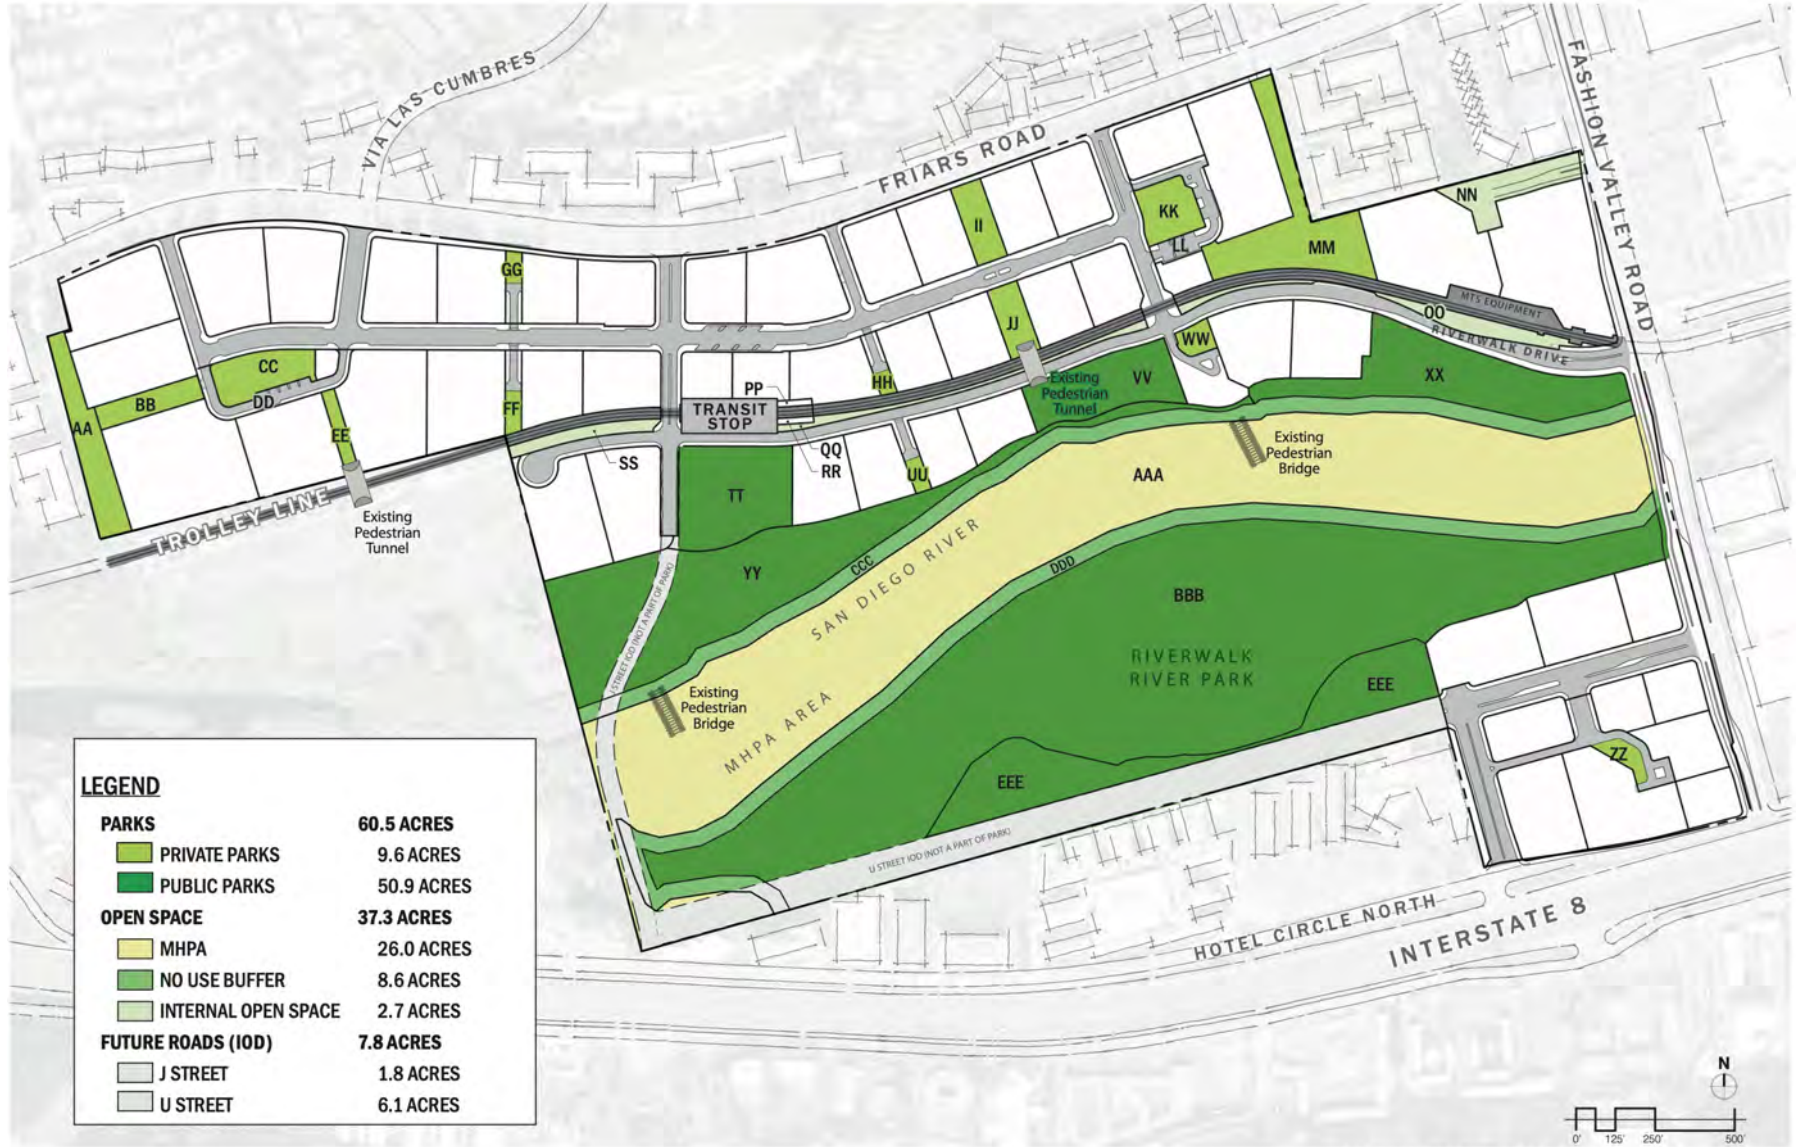 VIA LAS CUMBRES
FRIARS ROAD
FASHION VALLEY ROAD
GG
II
KK
LL
MM
NN
OO
MTS EQUIPMENT
RIVERWALK DRIVE
AA
BB
CC
DD
EE
FF
HH
JJ
WW
PP
TRANSIT
STOP
QQ
RR
SS
TT
UU
VV
XX
Existing
Pedestrian
Tunnel
TROLLEY LINE
Existing
Pedestrian
Tunnel
Existing
Pedestrian
Bridge
AAA
YY
CCC
SAN DIEGO RIVER
DDD
BBB
J STREET IOD (NOT A PART OF PARK)
RIVERWALK
RIVER PARK
EEE
Existing
Pedestrian
Bridge
MHPA AREA
EEE
ZZ
U STREET IOD (NOT A PART OF PARK)
HOTEL CIRCLE NORTH
INTERSTATE 8
LEGEND
PARKS 60.5 ACRES
PRIVATE PARKS 9.6 ACRES
PUBLIC PARKS 50.9 ACRES
OPEN SPACE 37.3 ACRES
MHPA 26.0 ACRES
NO USE BUFFER 8.6 ACRES
INTERNAL OPEN SPACE 2.7 ACRES
FUTURE ROADS (IOD) 7.8 ACRES
J STREET 1.8 ACRES
U STREET 6.1 ACRES
N
0' 125' 250' 500'